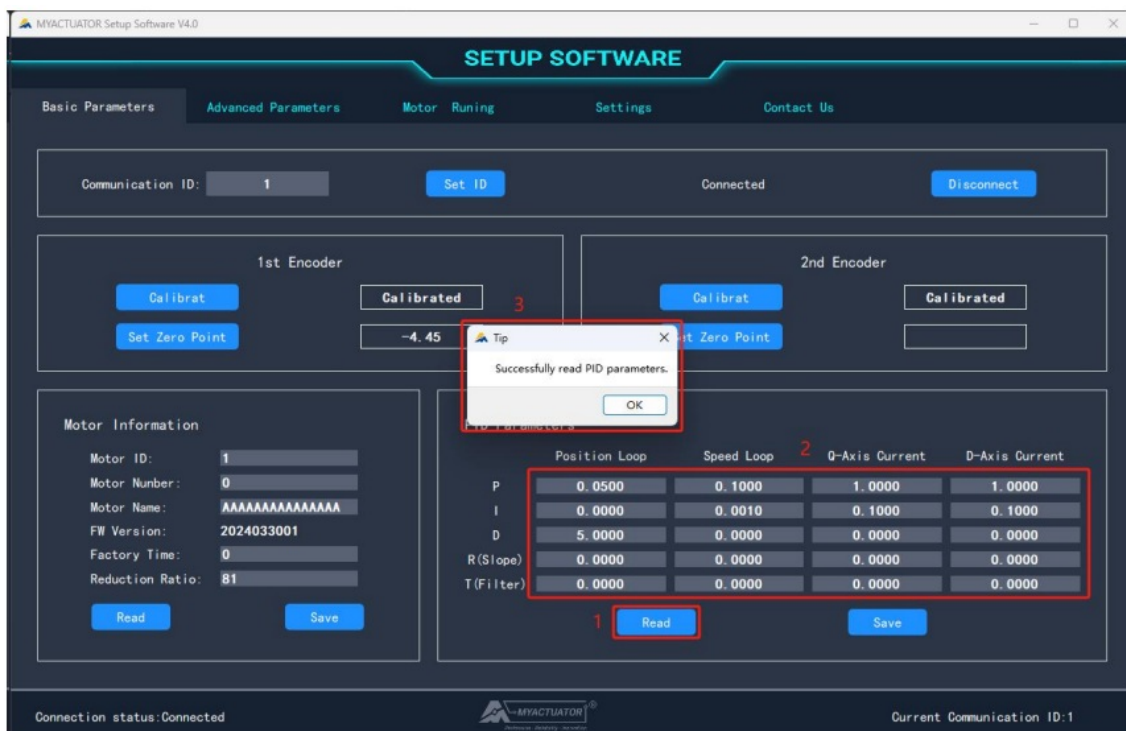 MYACTUATOR Setup Software V4.0
SETUP SOFTWARE
Basic Parameters Advanced Parameters Motor Runing Settings Contact Us
Communication ID: 1 Set ID Connected Disconnect
1st Encoder 2nd Encoder
Calibrat Calibrated 3 Calibrat Calibrated
Set Zero Point -4.45 Tip et Zero Point
Successfully read PID parameters.
OK
Motor Information PID Parameters
Position Loop Speed Loop 2 Q-Axis Current D-Axis Current
Motor ID: 1
Motor Nunber: 0
Motor Name: AAAAAAAAAAAAAAA
FW Version: 2024033001
Factory Time: 0
Reduction Ratio: 81
P 0.0500 0.1000 1.0000 1.0000
I 0.0000 0.0010 0.1000 0.1000
D 5.0000 0.0000 0.0000 0.0000
R(Slope) 0.0000 0.0000 0.0000 0.0000
T(Filter) 0.0000 0.0000 0.0000 0.0000
Read Save 1 Read Save
Connection status:Connected MYACTUATOR ® Current Communication ID:1